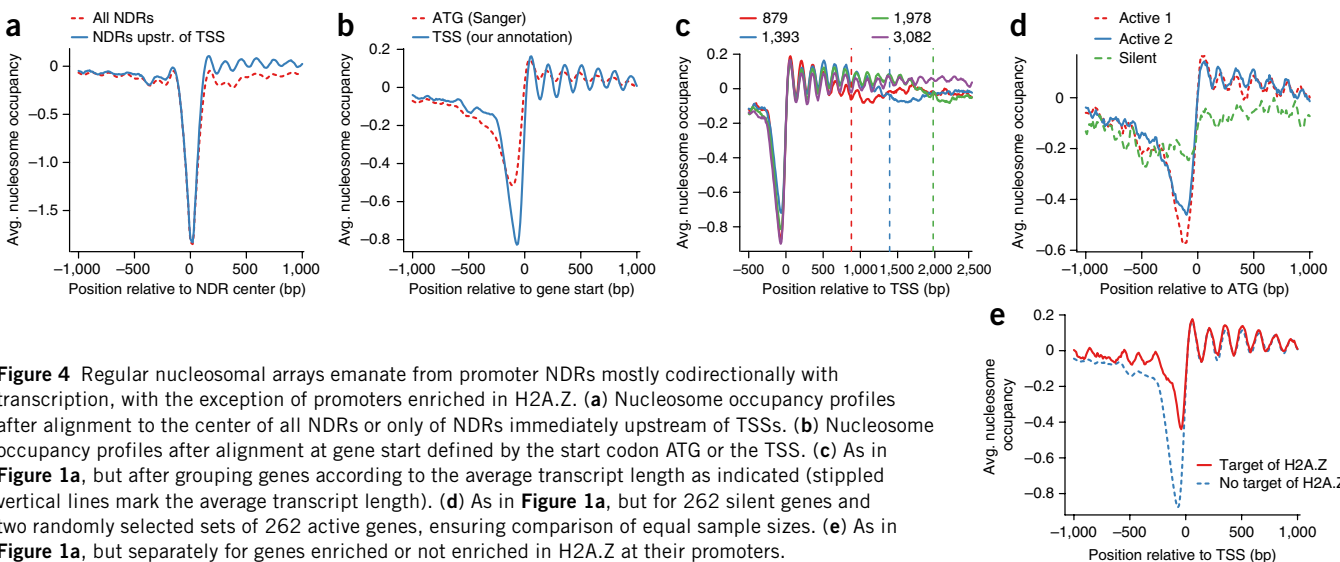 a
All NDRs
NDRs upstr. of TSS
Avg. nucleosome occupancy
0
−0.5
−1.0
−1.5
−1,000 −500 0 500 1,000
Position relative to NDR center (bp)
b
ATG (Sanger)
TSS (our annotation)
Avg. nucleosome occupancy
0.2
0
−0.2
−0.4
−0.6
−0.8
−1,000 −500 0 500 1,000
Position relative to gene start (bp)
c
879 1,978
1,393 3,082
Avg. nucleosome occupancy
0.2
0
−0.2
−0.4
−0.6
−0.8
−500 0 500 1,000 1,500 2,000 2,500
Position relative to TSS (bp)
d
Active 1
Active 2
Silent
Avg. nucleosome occupancy
0
−0.2
−0.4
−0.6
−1,000 −500 0 500 1,000
Position relative to ATG (bp)
e
Avg. nucleosome
occupancy
0.2
0
−0.2
−0.4
−0.6
−0.8
Target of H2A.Z
No target of H2A.Z
−1,000 −500 0 500 1,000
Position relative to TSS (bp)
Figure 4 Regular nucleosomal arrays emanate from promoter NDRs mostly codirectionally with
transcription, with the exception of promoters enriched in H2A.Z. (a) Nucleosome occupancy profiles
after alignment to the center of all NDRs or only of NDRs immediately upstream of TSSs. (b) Nucleosome
occupancy profiles after alignment at gene start defined by the start codon ATG or the TSS. (c) As in
Figure 1a, but after grouping genes according to the average transcript length as indicated (stippled
vertical lines mark the average transcript length). (d) As in Figure 1a, but for 262 silent genes and
two randomly selected sets of 262 active genes, ensuring comparison of equal sample sizes. (e) As in
Figure 1a, but separately for genes enriched or not enriched in H2A.Z at their promoters.